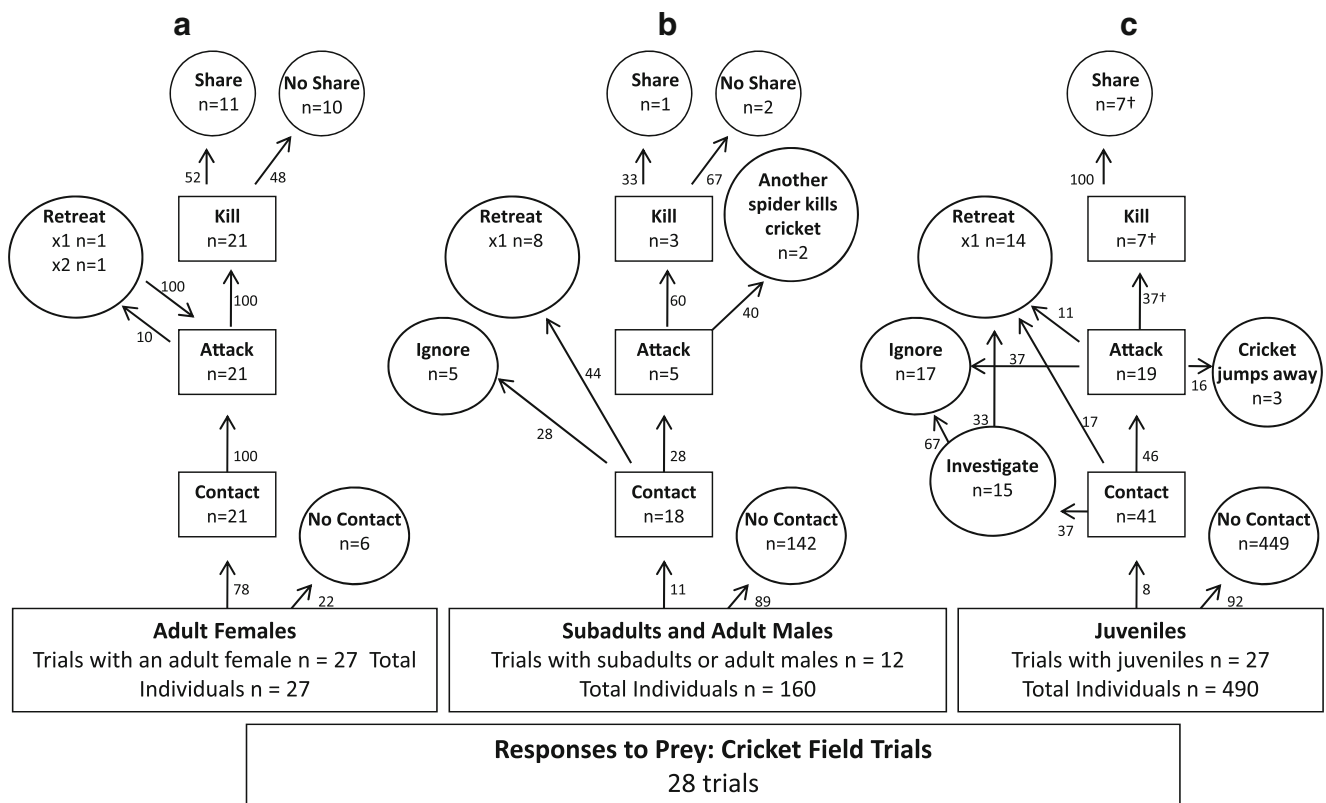 a
Share
n=11
No Share
n=10
52
48
Kill
n=21
Retreat
x1 n=1
x2 n=1
100
10
100
Attack
n=21
100
Contact
n=21
No Contact
n=6
78
22
Adult Females
Trials with an adult female n = 27 Total
Individuals n = 27
b
Share
n=1
No Share
n=2
33
67
Another
spider kills
cricket
n=2
Kill
n=3
Retreat
x1 n=8
60
40
Ignore
n=5
Attack
n=5
44
28
28
Contact
n=18
No Contact
n=142
11
89
Subadults and Adult Males
Trials with subadults or adult males n = 12
Total Individuals n = 160
c
Share
n=7†
100
Kill
n=7†
Retreat
x1 n=14
37†
11
Ignore
n=17
37
Attack
n=19
16
Cricket
jumps away
n=3
33
17
67
46
Investigate
n=15
37
Contact
n=41
No Contact
n=449
8
92
Juveniles
Trials with juveniles n = 27
Total Individuals n = 490
Responses to Prey: Cricket Field Trials
28 trials